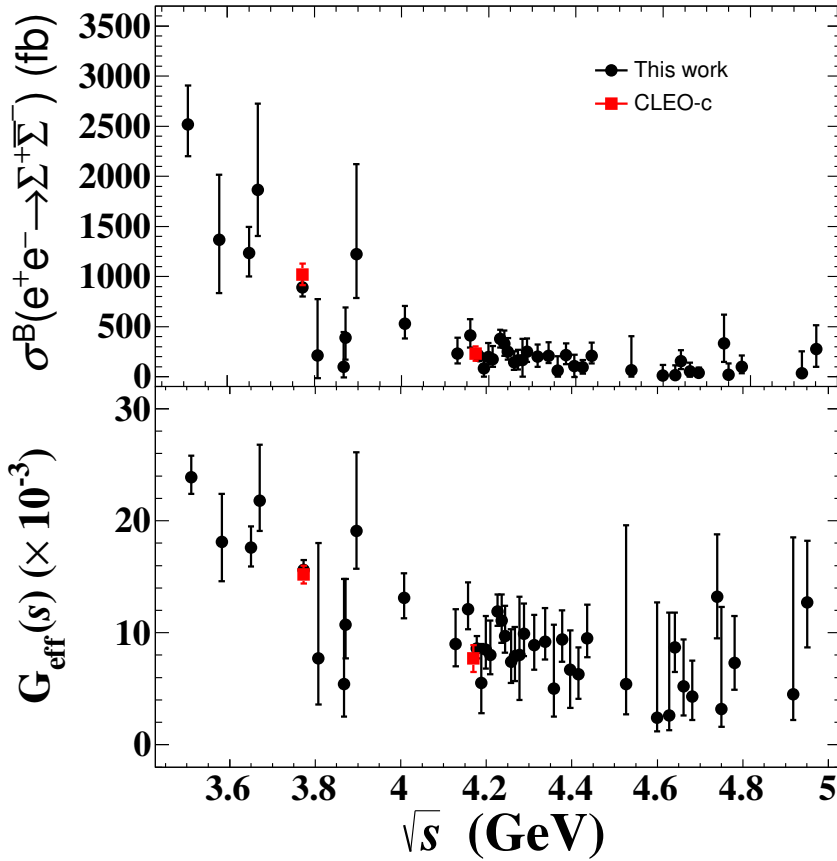 3500
3000
2500
2000
1500
1000
500
0
σᴮ(e⁺e⁻→Σ⁺Σ̅⁻) (fb)
This work
CLEO-c
30
20
10
0
G_eff(s) (× 10⁻³)
3.6 3.8 4 4.2 4.4 4.6 4.8 5
√s (GeV)